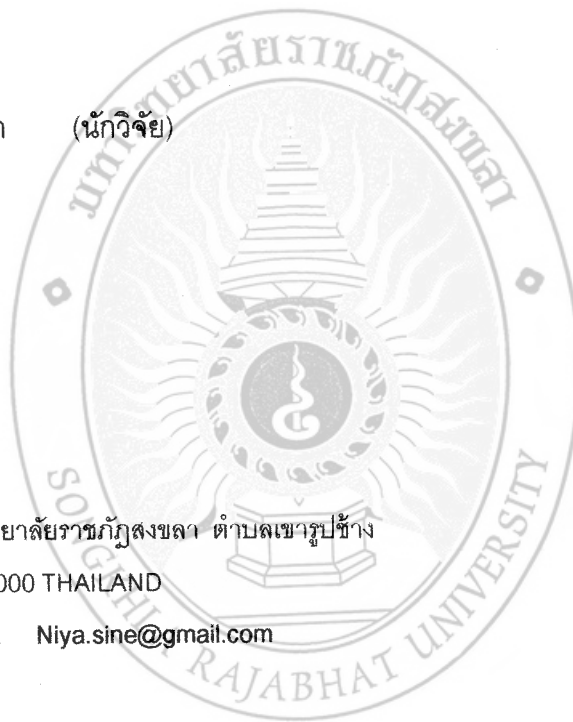 มหาวิทยาลัยราชภัฏสงขลา
(นักวิจัย)
ยาลัยราชภัฏสงขลา ตำบลเขารูปช้าง
000 THAILAND
Niya.sine@gmail.com
SONGKHLA RAJABHAT UNIVERSITY